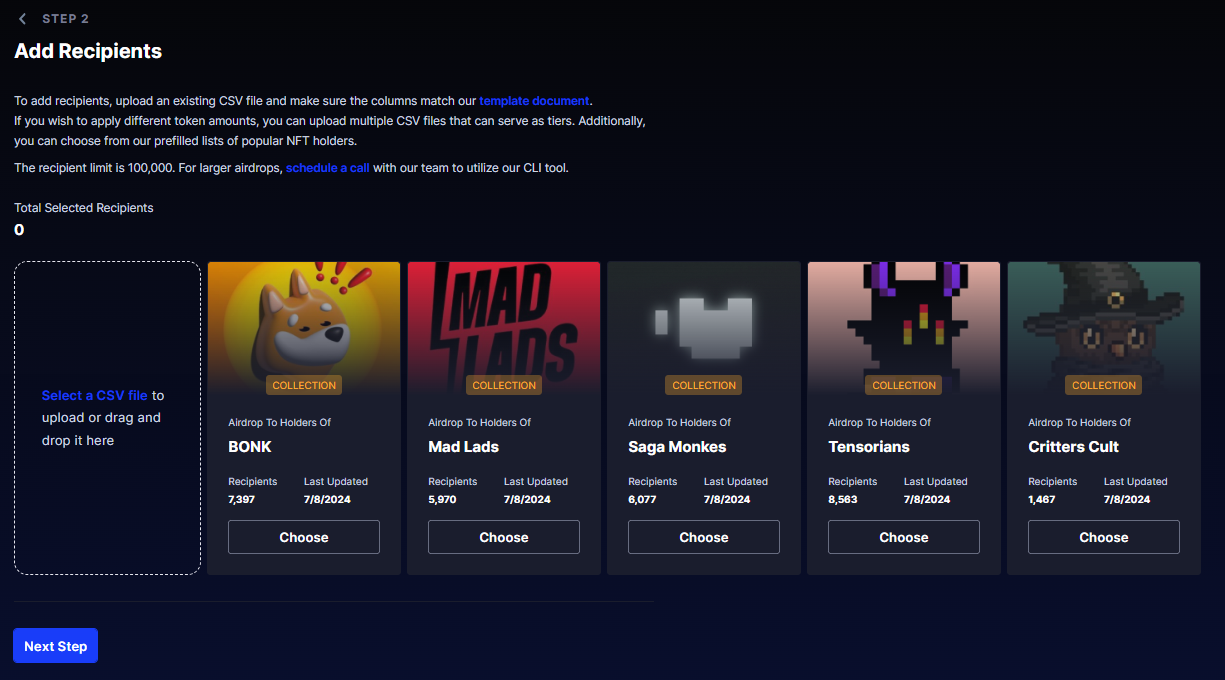 STEP 2
Add Recipients
To add recipients, upload an existing CSV file and make sure the columns match our template document.
If you wish to apply different token amounts, you can upload multiple CSV files that can serve as tiers. Additionally,
you can choose from our prefilled lists of popular NFT holders.
The recipient limit is 100,000. For larger airdrops, schedule a call with our team to utilize our CLI tool.
Total Selected Recipients
0
Select a CSV file to
upload or drag and
drop it here
COLLECTION
Airdrop To Holders Of
BONK
Recipients Last Updated
7,397 7/8/2024
Choose
MAD
LADS
COLLECTION
Airdrop To Holders Of
Mad Lads
Recipients Last Updated
5,970 7/8/2024
Choose
COLLECTION
Airdrop To Holders Of
Saga Monkes
Recipients Last Updated
6,077 7/8/2024
Choose
COLLECTION
Airdrop To Holders Of
Tensorians
Recipients Last Updated
8,563 7/8/2024
Choose
COLLECTION
Airdrop To Holders Of
Critters Cult
Recipients Last Updated
1,467 7/8/2024
Choose
Next Step